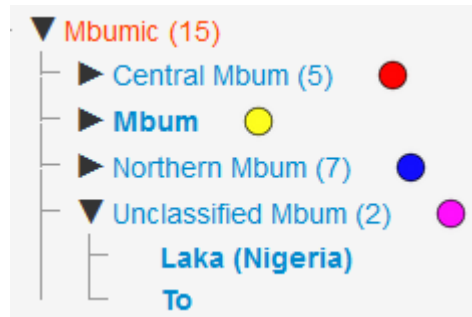 Mbumic (15)
Central Mbum (5)
Mbum
Northern Mbum (7)
Unclassified Mbum (2)
Laka (Nigeria)
To